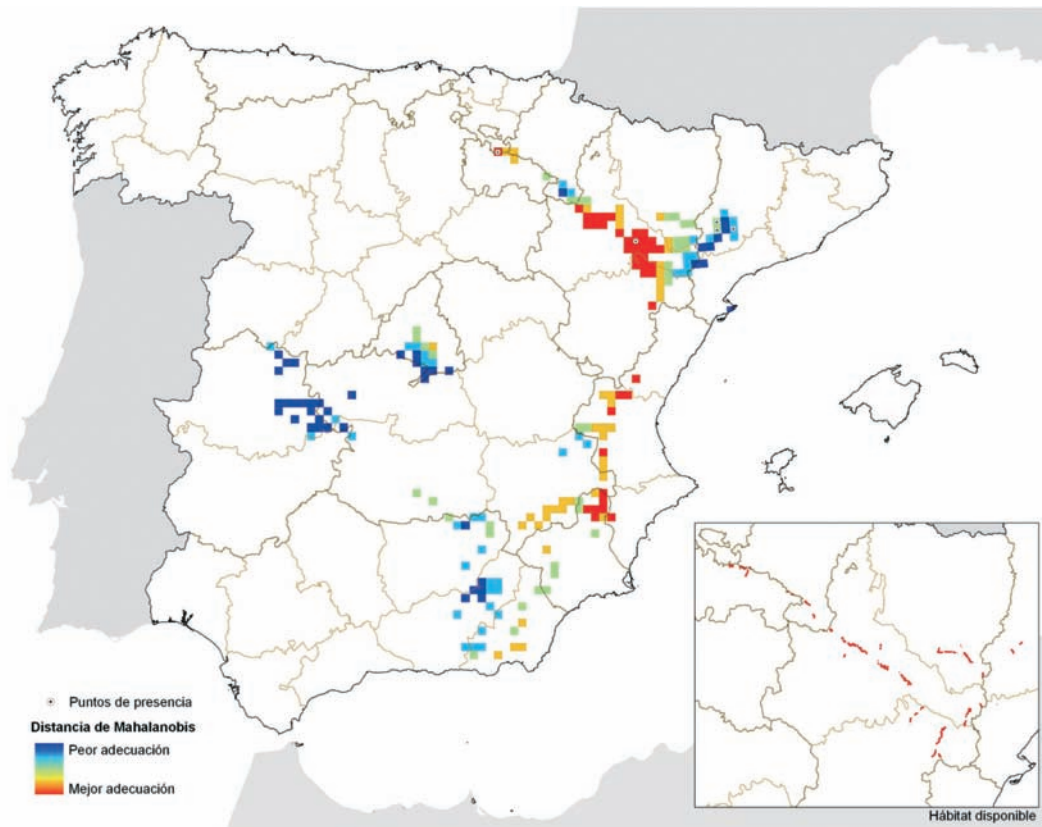 Puntos de presencia
Distancia de Mahalanobis
Peor adecuación
Mejor adecuación
Hábitat disponible